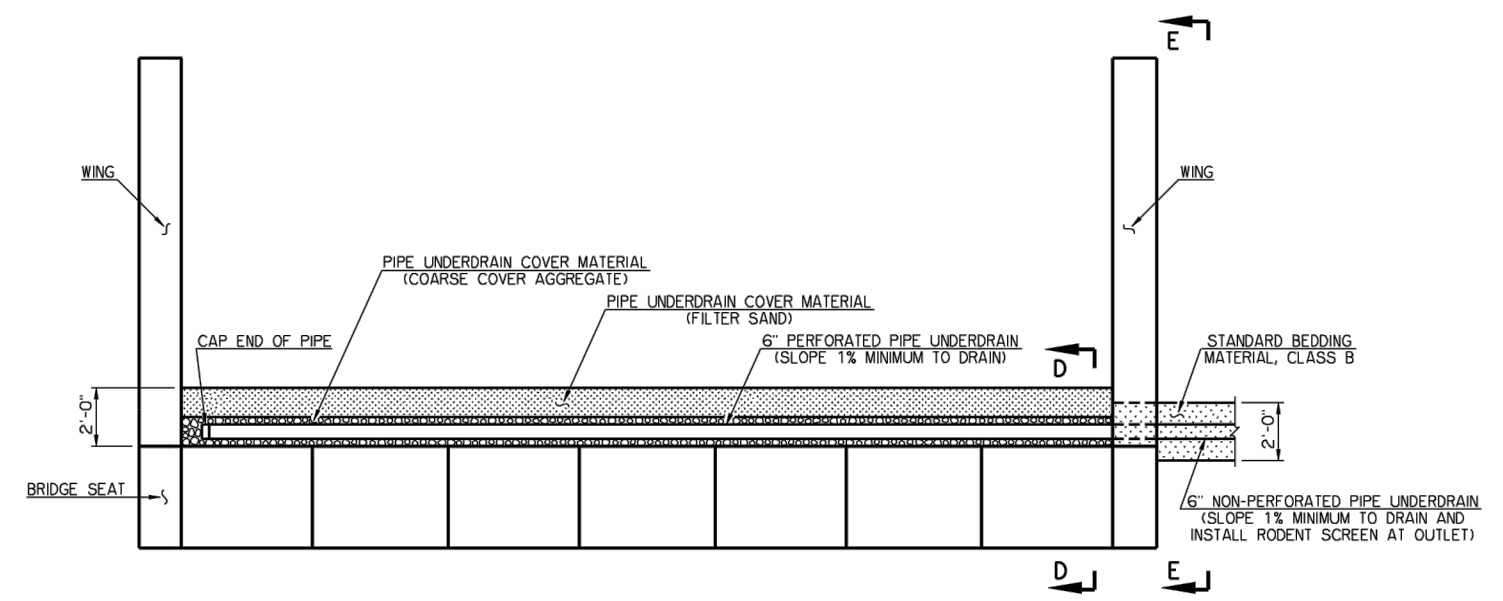 E
WING
WING
PIPE UNDERDRAIN COVER MATERIAL
(COARSE COVER AGGREGATE)
PIPE UNDERDRAIN COVER MATERIAL
(FILTER SAND)
CAP END OF PIPE
6" PERFORATED PIPE UNDERDRAIN
(SLOPE 1% MINIMUM TO DRAIN)
D
STANDARD BEDDING
MATERIAL, CLASS B
2'-0"
2'-0"
BRIDGE SEAT
6" NON-PERFORATED PIPE UNDERDRAIN
(SLOPE 1% MINIMUM TO DRAIN AND
INSTALL RODENT SCREEN AT OUTLET)
D
E